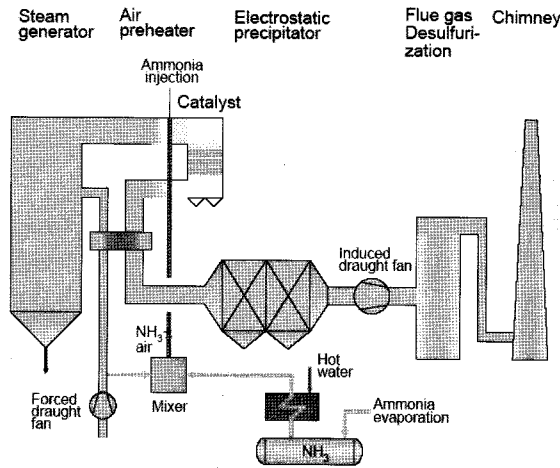 Steam
generator
Air
preheater
Electrostatic
precipitator
Flue gas
Desulfuri-
zation
Chimney
Ammonia
injection
Catalyst
Induced
draught fan
NH3-
air
Mixer
Hot
water
Forced
draught
fan
Ammonia
evaporation
NH3